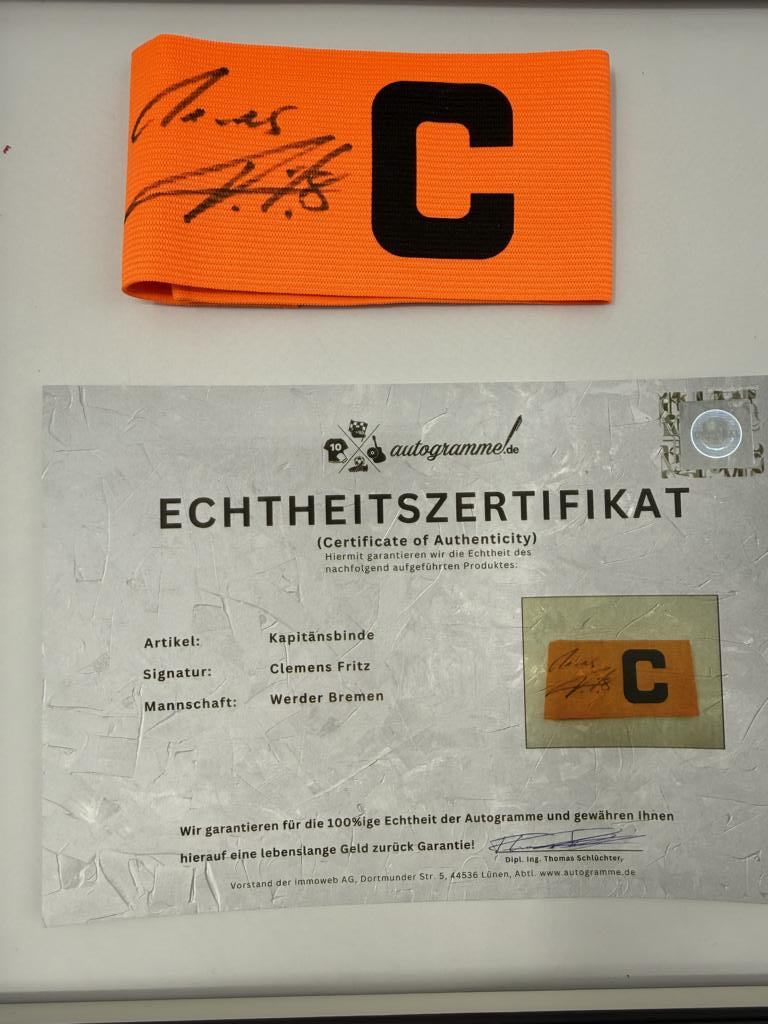 C
10
autogramme.de
ECHTHEITSZERTIFIKAT
(Certificate of Authenticity)
Hiermit garantieren wir die Echtheit des
nachfolgend aufgeführten Produktes:
Artikel: Kapitänsbinde
Signatur: Clemens Fritz
Mannschaft: Werder Bremen
C
Wir garantieren für die 100%ige Echtheit der Autogramme und gewähren Ihnen
hierauf eine lebenslange Geld zurück Garantie!
Dipl. Ing. Thomas Schlüchter,
Vorstand der immoweb AG, Dortmunder Str. 5, 44536 Lünen, Abtl. www.autogramme.de